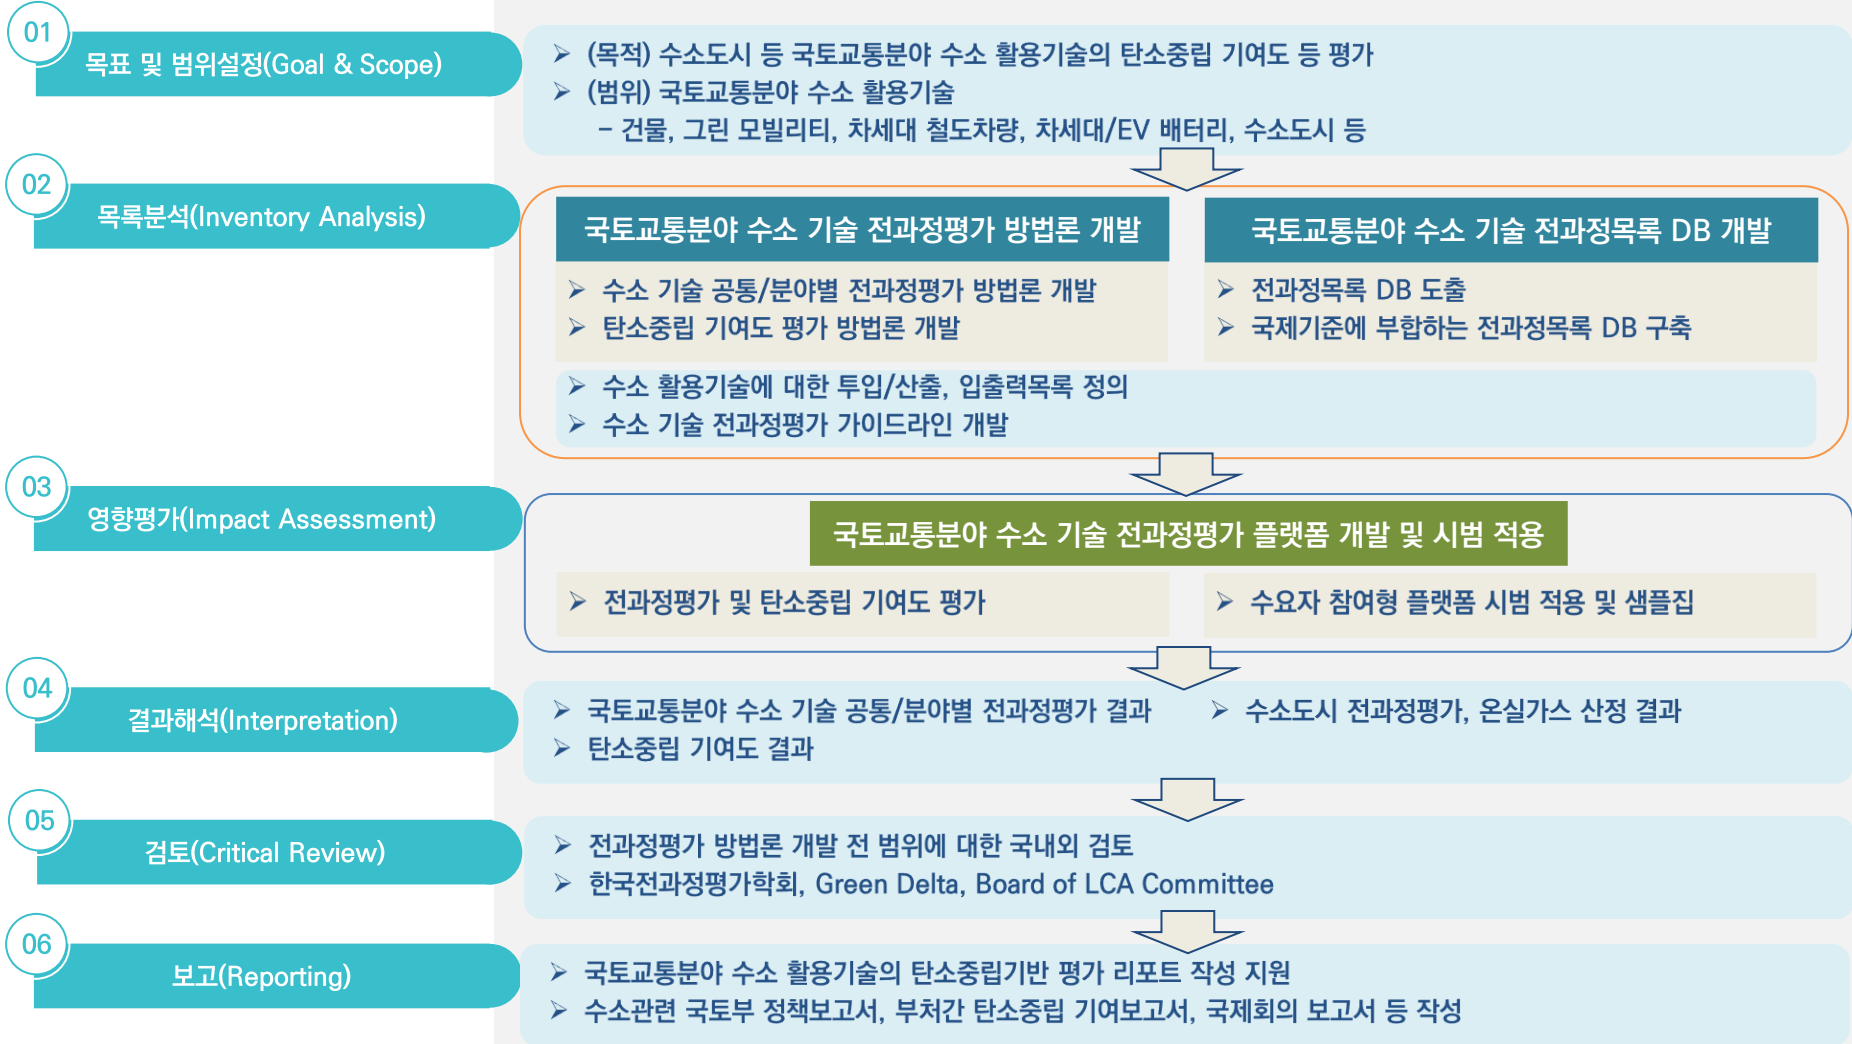 01
목표 및 범위설정(Goal & Scope)
➢ (목적) 수소도시 등 국토교통분야 수소 활용기술의 탄소중립 기여도 등 평가
➢ (범위) 국토교통분야 수소 활용기술
– 건물, 그린 모빌리티, 차세대 철도차량, 차세대/EV 배터리, 수소도시 등
02
목록분석(Inventory Analysis)
국토교통분야 수소 기술 전과정평가 방법론 개발
➢ 수소 기술 공통/분야별 전과정평가 방법론 개발
➢ 탄소중립 기여도 평가 방법론 개발
국토교통분야 수소 기술 전과정목록 DB 개발
➢ 전과정목록 DB 도출
➢ 국제기준에 부합하는 전과정목록 DB 구축
➢ 수소 활용기술에 대한 투입/산출, 입출력목록 정의
➢ 수소 기술 전과정평가 가이드라인 개발
03
영향평가(Impact Assessment)
국토교통분야 수소 기술 전과정평가 플랫폼 개발 및 시범 적용
➢ 전과정평가 및 탄소중립 기여도 평가
➢ 수요자 참여형 플랫폼 시범 적용 및 샘플집
04
결과해석(Interpretation)
➢ 국토교통분야 수소 기술 공통/분야별 전과정평가 결과
➢ 탄소중립 기여도 결과
➢ 수소도시 전과정평가, 온실가스 산정 결과
05
검토(Critical Review)
➢ 전과정평가 방법론 개발 전 범위에 대한 국내외 검토
➢ 한국전과정평가학회, Green Delta, Board of LCA Committee
06
보고(Reporting)
➢ 국토교통분야 수소 활용기술의 탄소중립기반 평가 리포트 작성 지원
➢ 수소관련 국토부 정책보고서, 부처간 탄소중립 기여보고서, 국제회의 보고서 등 작성